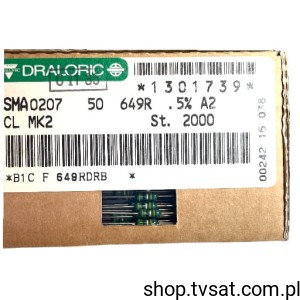 DRALORIC
*1301739*
SMA0207 50 649R .5% A2
CL MK2 St. 2000
*B1C F 649RDRB *
00242 15 036
shop.tvsat.com.pl